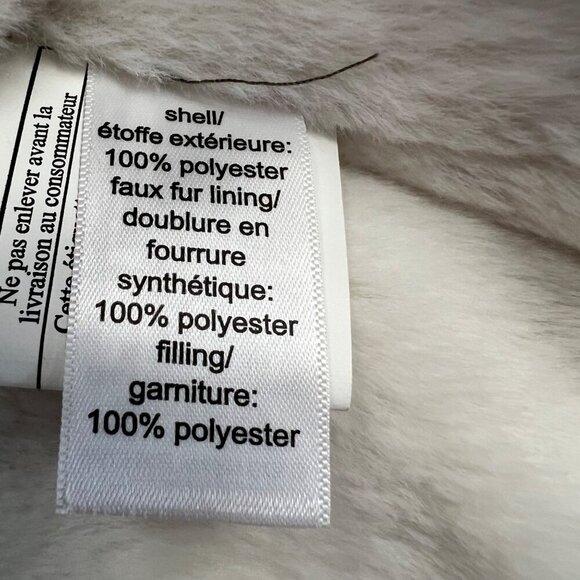 shell/
étoffe extérieure:
100% polyester
faux fur lining/
doublure en
fourrure
synthétique:
100% polyester
filling/
garniture:
100% polyester
Ne pas enlever avant la
livraison au consommateur
Cette